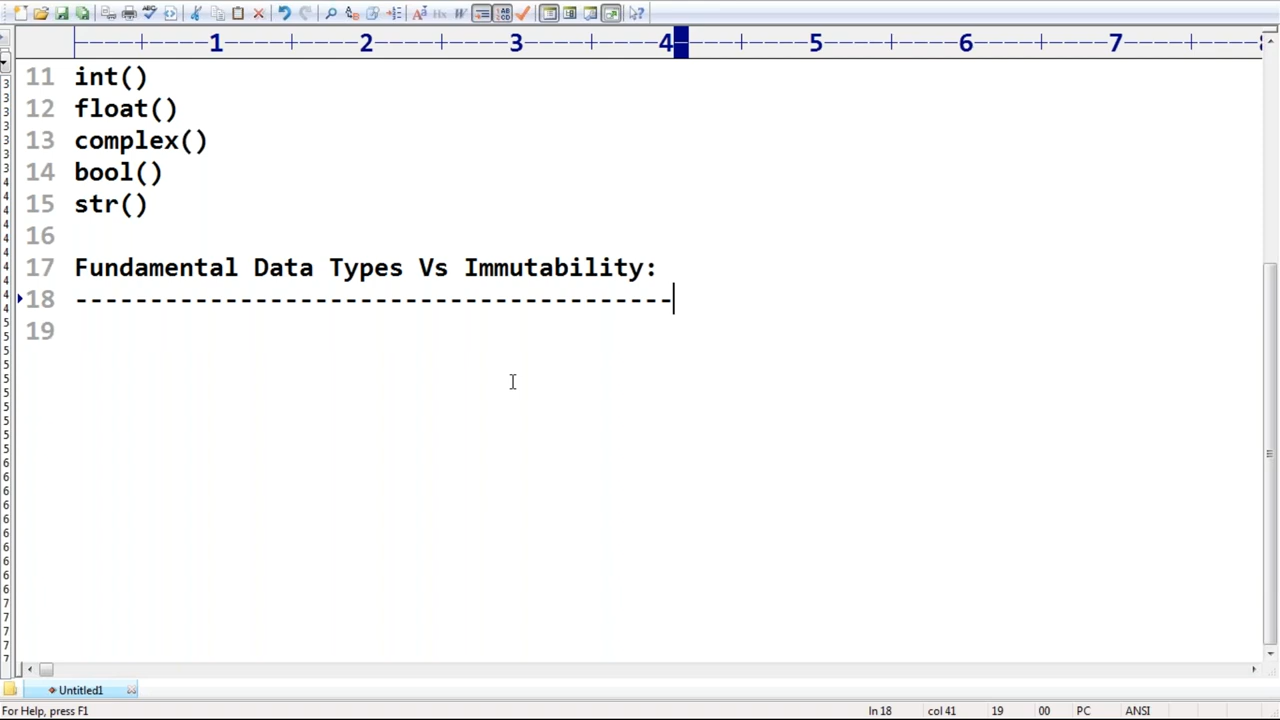 1 2 3 4 5 6 7
11 int()
12 float()
13 complex()
14 bool()
15 str()
16
17 Fundamental Data Types Vs Immutability:
18 ----------------------------------------
19
Untitled1
For Help, press F1 ln 18 col 41 19 00 PC ANSI